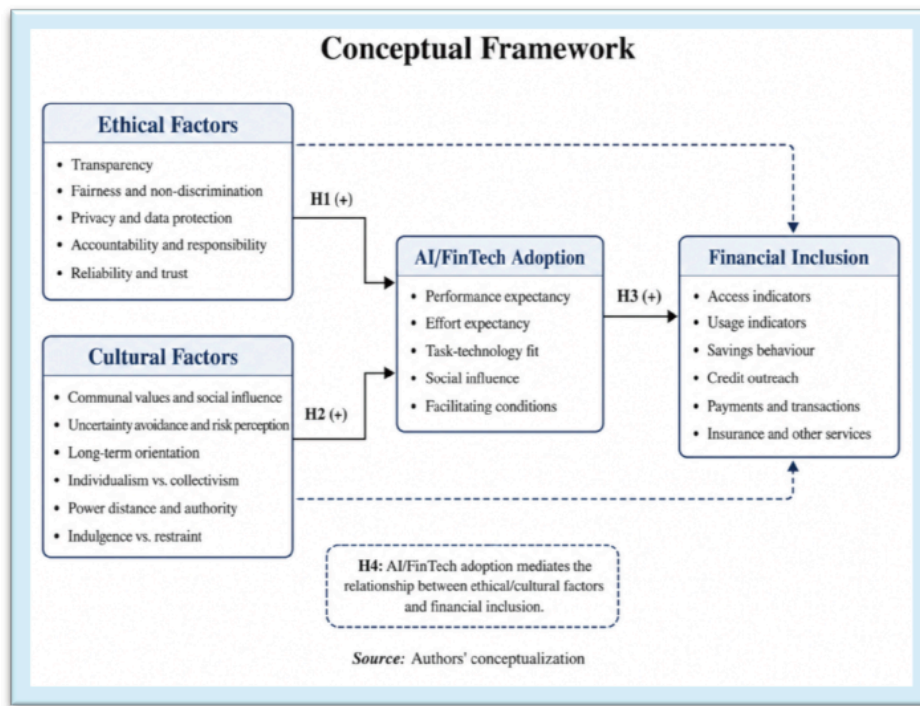 Conceptual Framework
Ethical Factors
• Transparency
• Fairness and non-discrimination
• Privacy and data protection
• Accountability and responsibility
• Reliability and trust
H1 (+)
Cultural Factors
• Communal values and social influence
• Uncertainty avoidance and risk perception
• Long-term orientation
• Individualism vs. collectivism
• Power distance and authority
• Indulgence vs. restraint
H2 (+)
AI/FinTech Adoption
• Performance expectancy
• Effort expectancy
• Task-technology fit
• Social influence
• Facilitating conditions
H3 (+)
Financial Inclusion
• Access indicators
• Usage indicators
• Savings behaviour
• Credit outreach
• Payments and transactions
• Insurance and other services
H4: AI/FinTech adoption mediates the
relationship between ethical/cultural factors
and financial inclusion.
Source: Authors' conceptualization